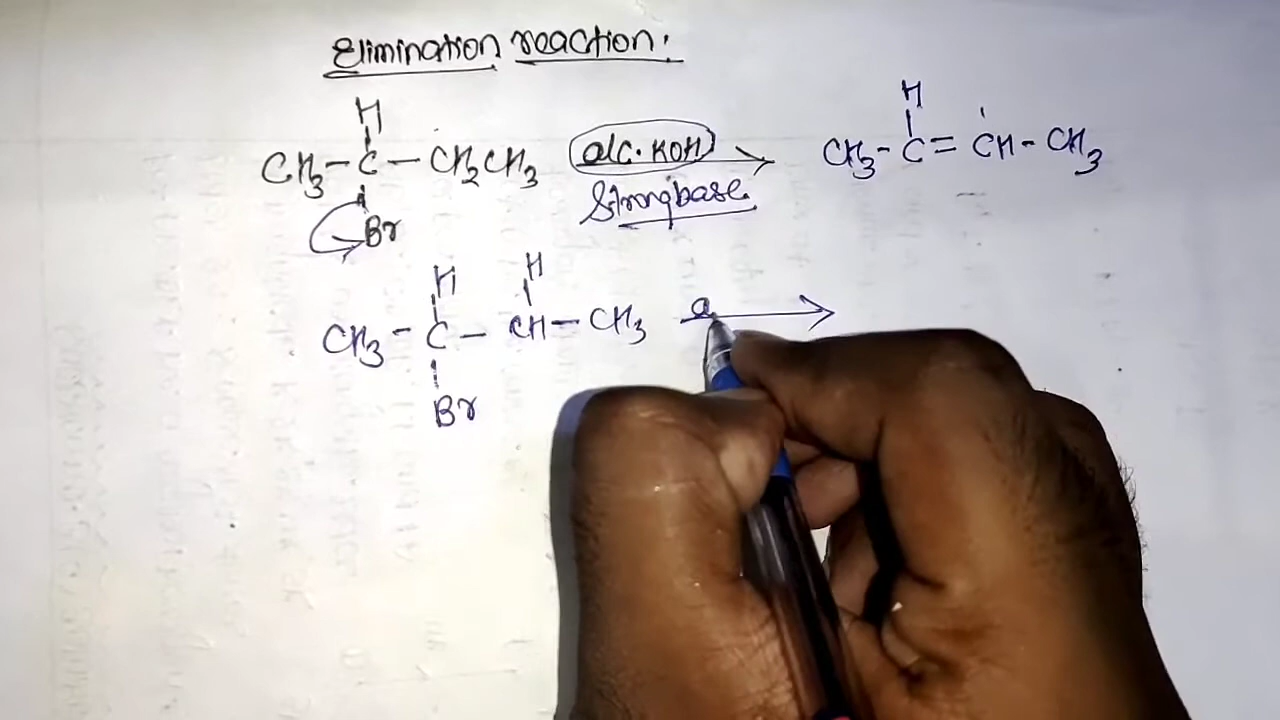 Elimination reaction.
H
CH3-C-CH2CH3
Br
alc. KOH
Strong base
H
CH3-C=CH-CH3
H H
CH3-C-CH-CH3
Br
a